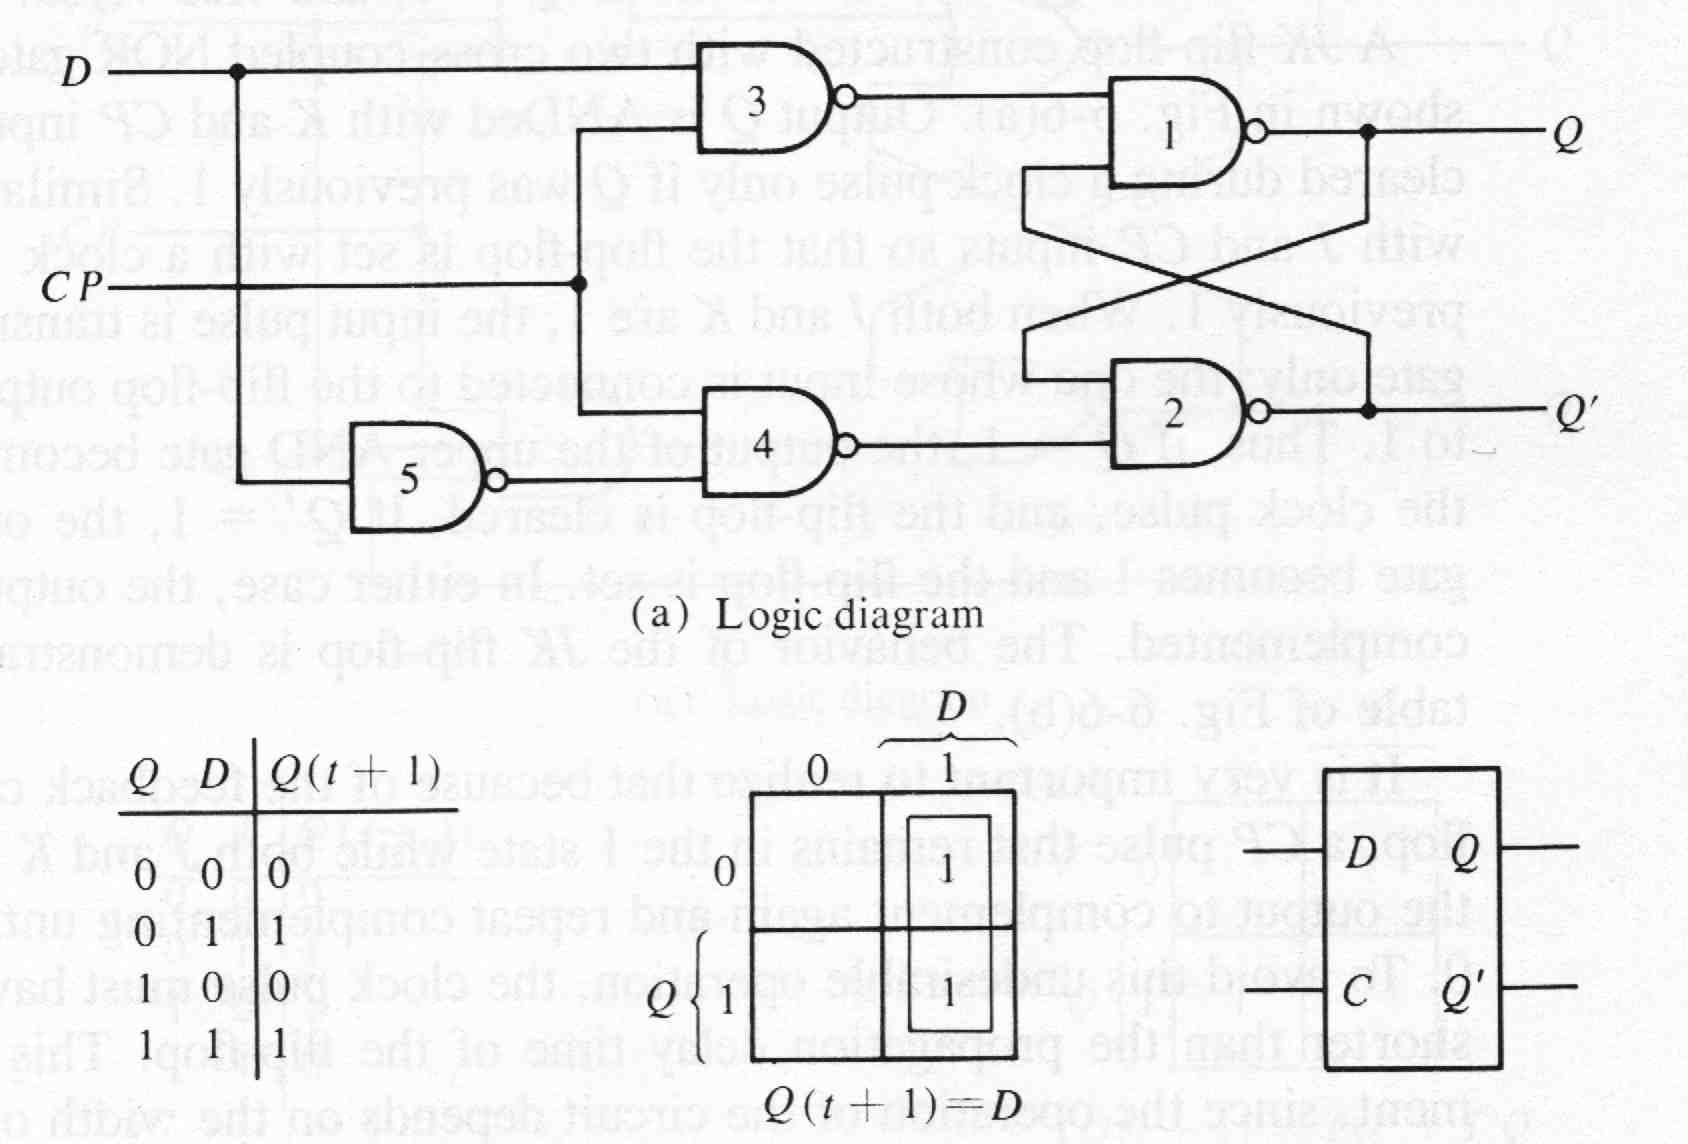 D
3
1
Q
CP
5
4
2
Q′
(a) Logic diagram
Q D Q(t + 1)
0 0 0
0 1 1
1 0 0
1 1 1
D
0 1
0 1
Q { 1 1
Q(t + 1) = D
D Q
C Q′